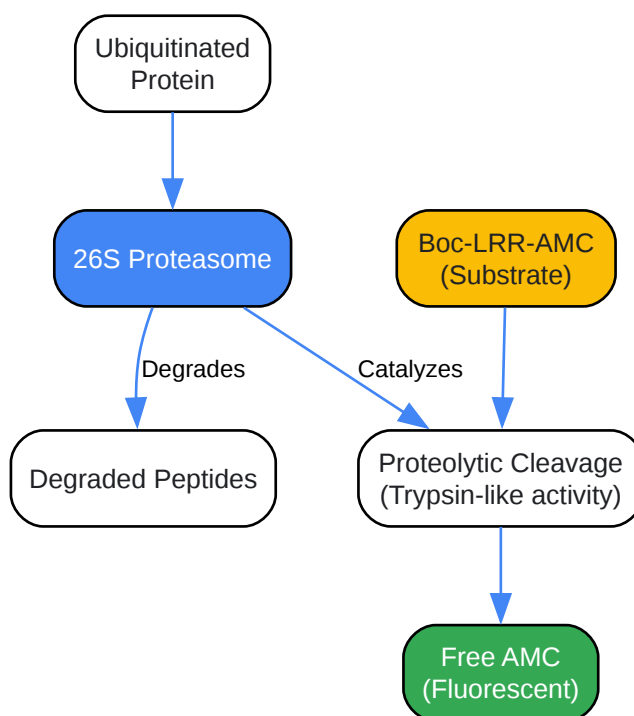 Ubiquitinated
Protein
26S Proteasome
Boc-LRR-AMC
(Substrate)
Degrades
Catalyzes
Degraded Peptides
Proteolytic Cleavage
(Trypsin-like activity)
Free AMC
(Fluorescent)